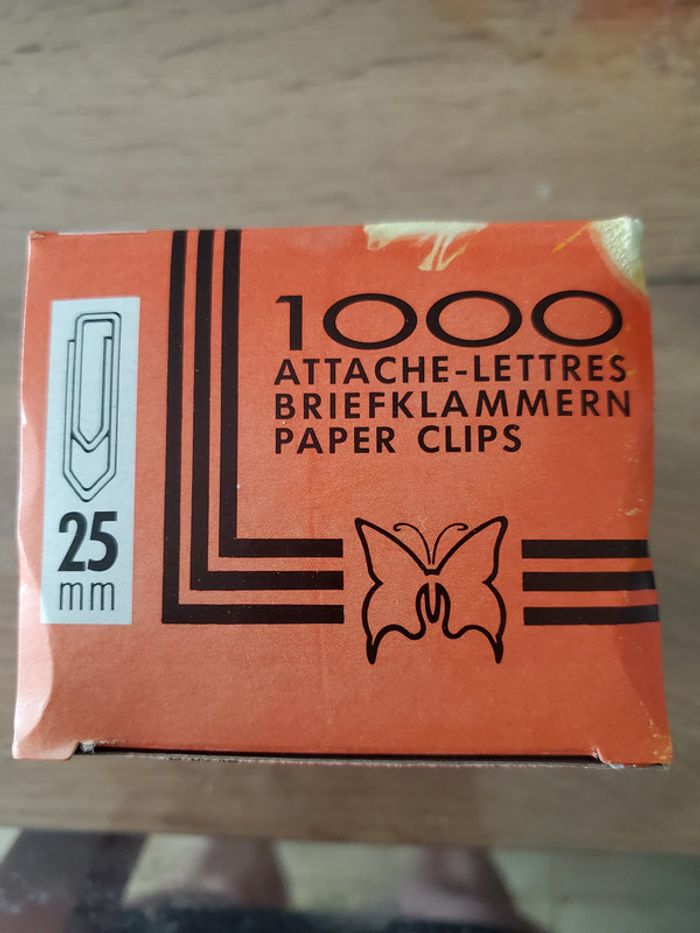 1000
ATTACHE-LETTRES
BRIEFKLAMMERN
PAPER CLIPS
25
mm